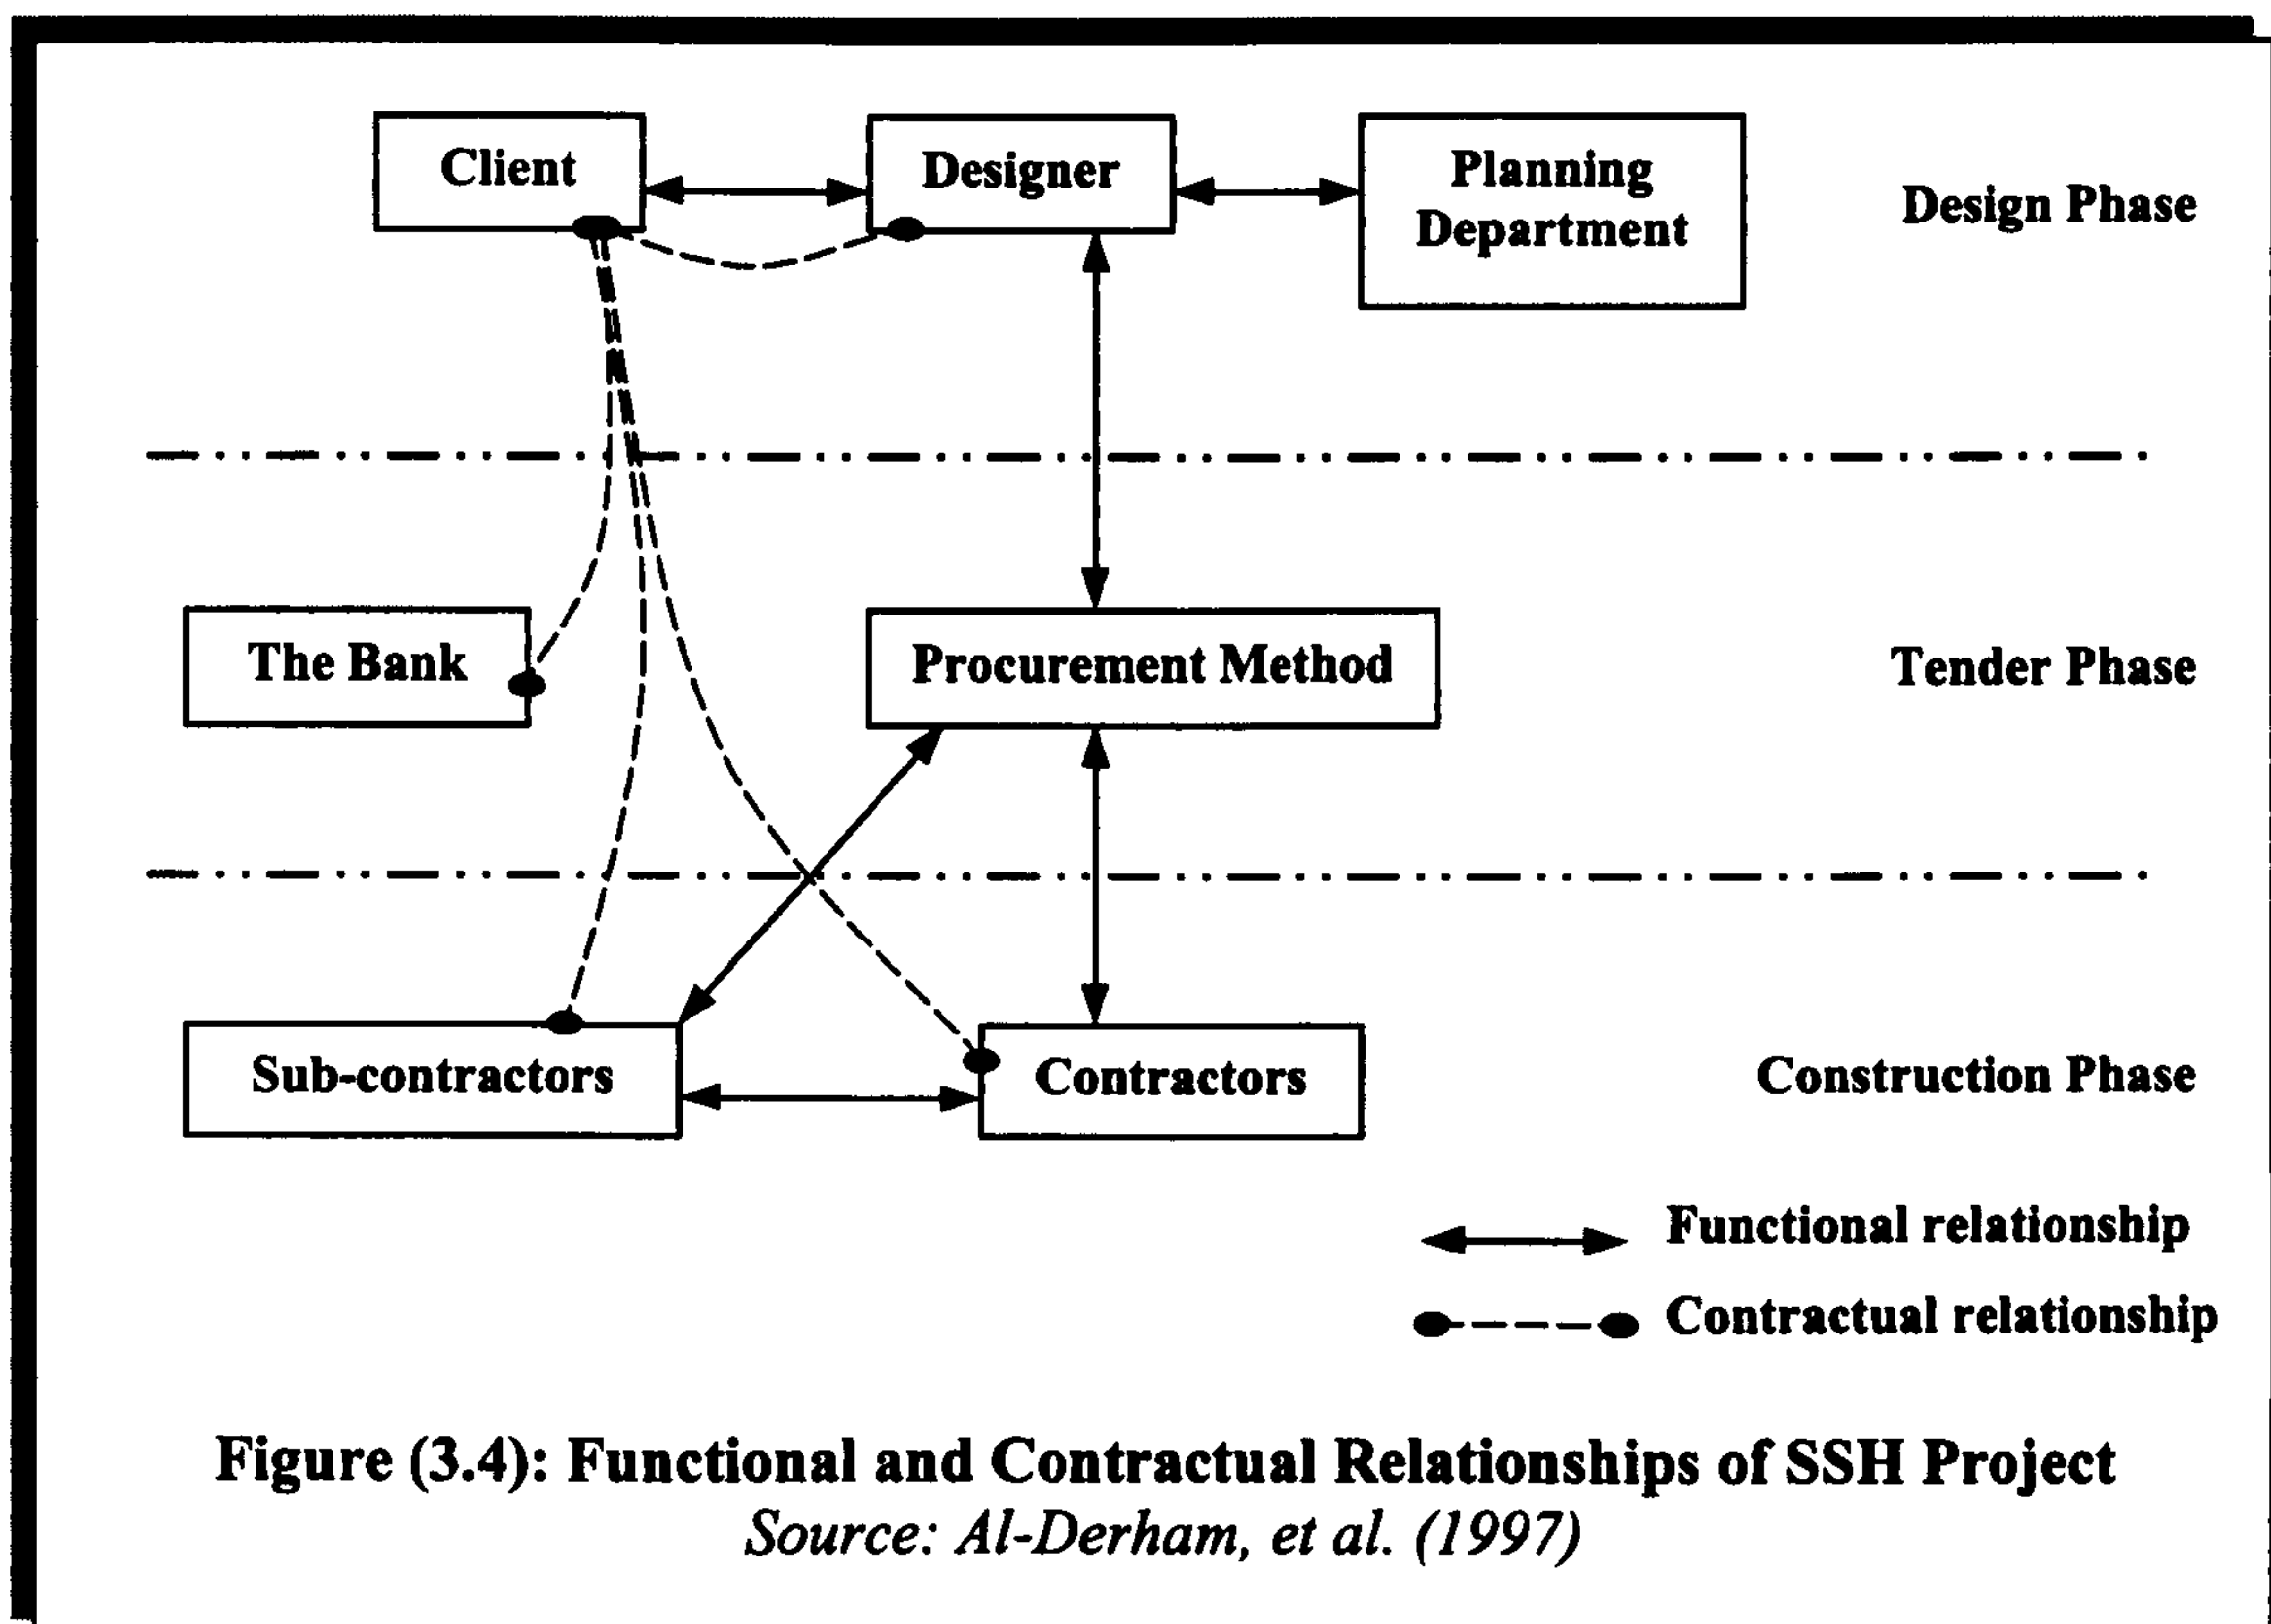 Client
Designer
Planning
Department
Design Phase
The Bank
Procurement Method
Tender Phase
Sub-contractors
Contractors
Construction Phase
Functional relationship
Contractual relationship
Figure (3.4): Functional and Contractual Relationships of SSH Project
Source: Al-Derham, et al. (1997)